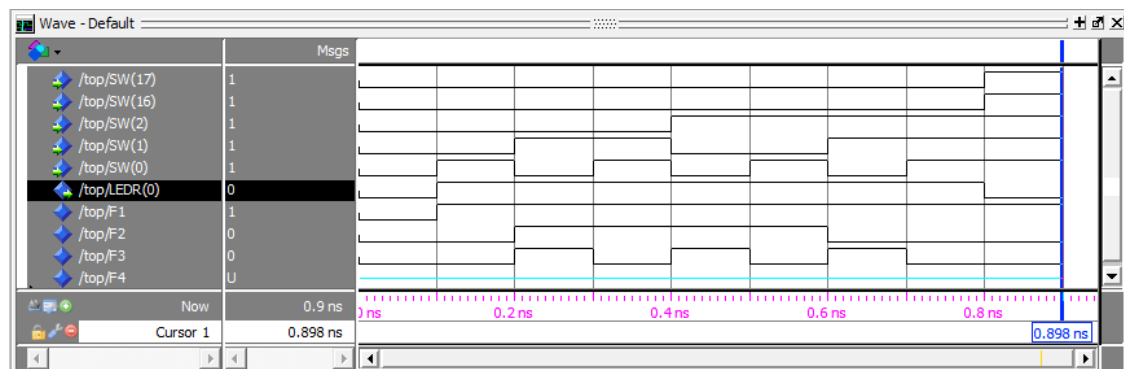 Wave - Default
Msgs
/top/SW(17) 1
/top/SW(16) 1
/top/SW(2) 1
/top/SW(1) 1
/top/SW(0) 1
/top/LEDR(0) 0
/top/F1 1
/top/F2 0
/top/F3 0
/top/F4 U
Now 0.9 ns )ns 0.2 ns 0.4 ns 0.6 ns 0.8 ns
Cursor 1 0.898 ns 0.898 ns